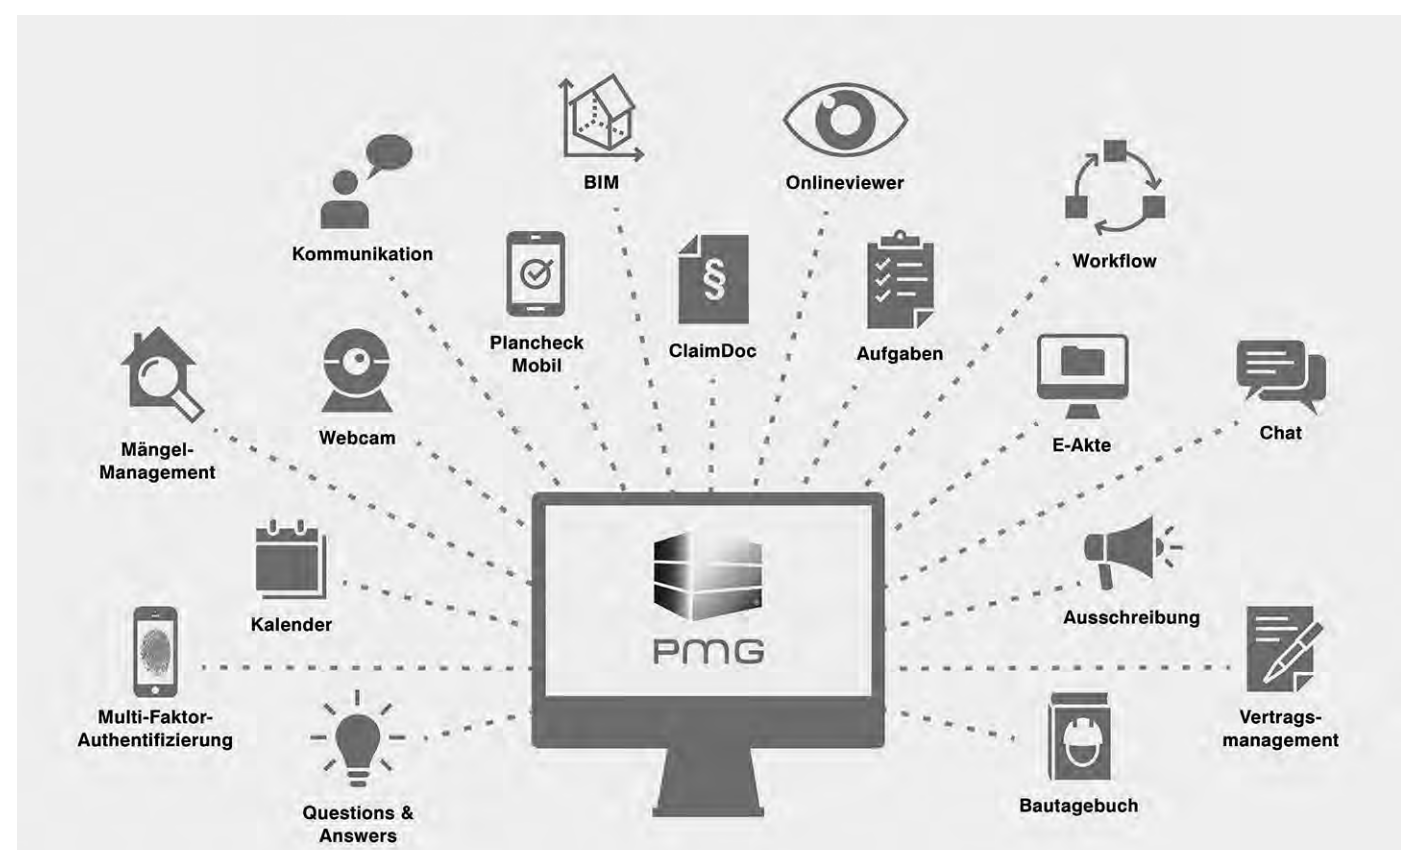 BIM
Onlineviewer
Kommunikation
Workflow
Plancheck
Mobil
§
ClaimDoc
Aufgaben
Mängel-
Management
Webcam
E-Akte
Chat
Kalender
Ausschreibung
PMG
Multi-Faktor-
Authentifizierung
Vertrags-
management
Questions &
Answers
Bautagebuch